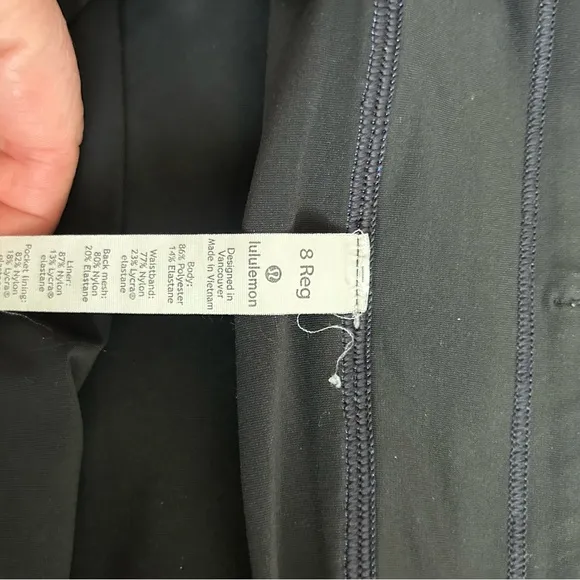 8 Reg
lululemon
Designed in
Vancouver
Made in Vietnam
Body:
86% Polyester
14% Elastane
Waistband:
77% Nylon
23% Lycra®
elastane
Back mesh:
80% Nylon
20% Elastane
Liner:
87% Nylon
13% Lycra®
elastane
Pocket lining:
82% Nylon
18% Lycra®